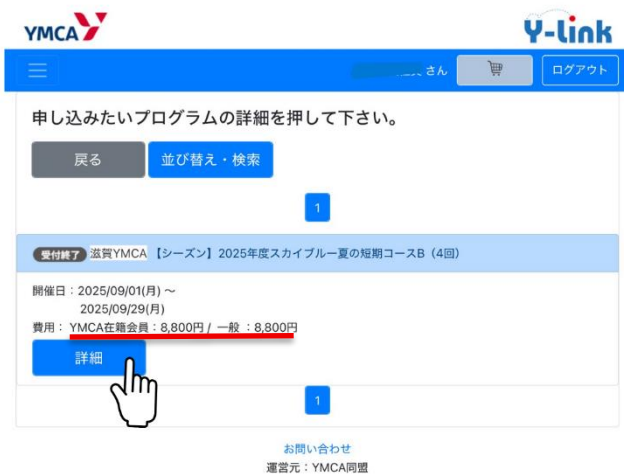 YMCA
Y-Link
さん
ログアウト
申し込みたいプログラムの詳細を押して下さい。
戻る
並び替え・検索
1
受付終了 滋賀YMCA 【シーズン】2025年度スカイブルー夏の短期コースB（4回）
開催日：2025/09/01(月) ～
2025/09/29(月)
費用： YMCA在籍会員：8,800円 / 一般 ：8,800円
詳細
1
お問い合わせ
運営元：YMCA同盟